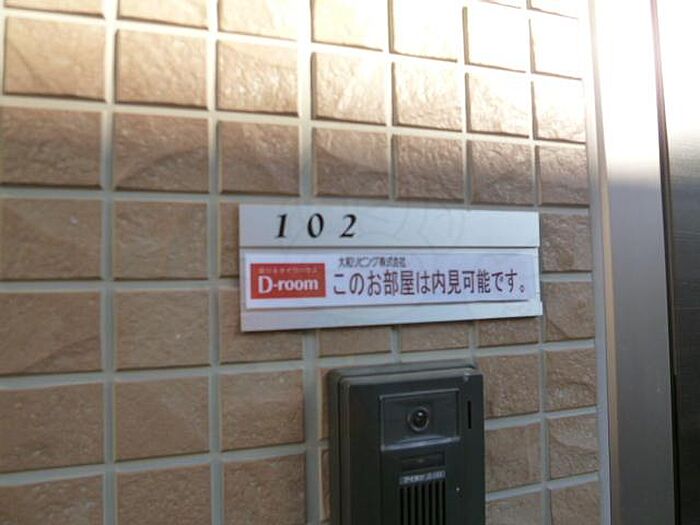 102
大和リビング株式会社
D-room
このお部屋は内見可能です。